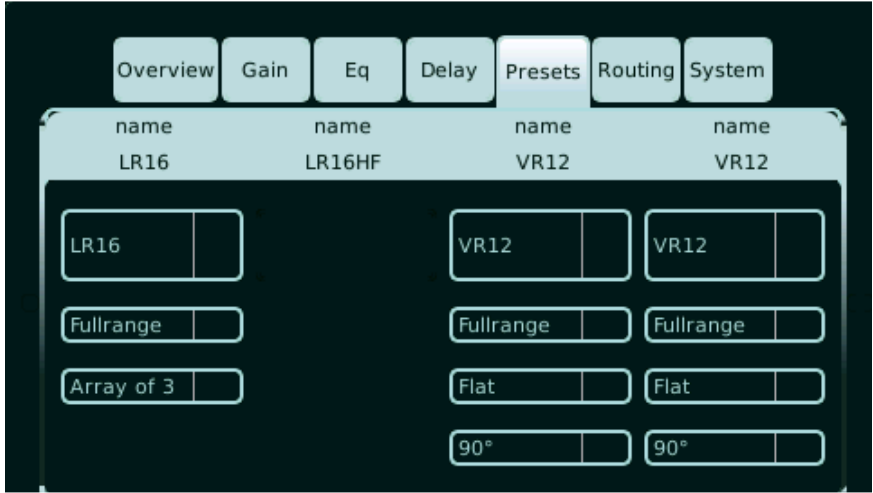 Overview Gain Eq Delay Presets Routing System
name name name name
LR16 LR16HF VR12 VR12
LR16 VR12 VR12
Fullrange Fullrange Fullrange
Array of 3 Flat Flat
90° 90°